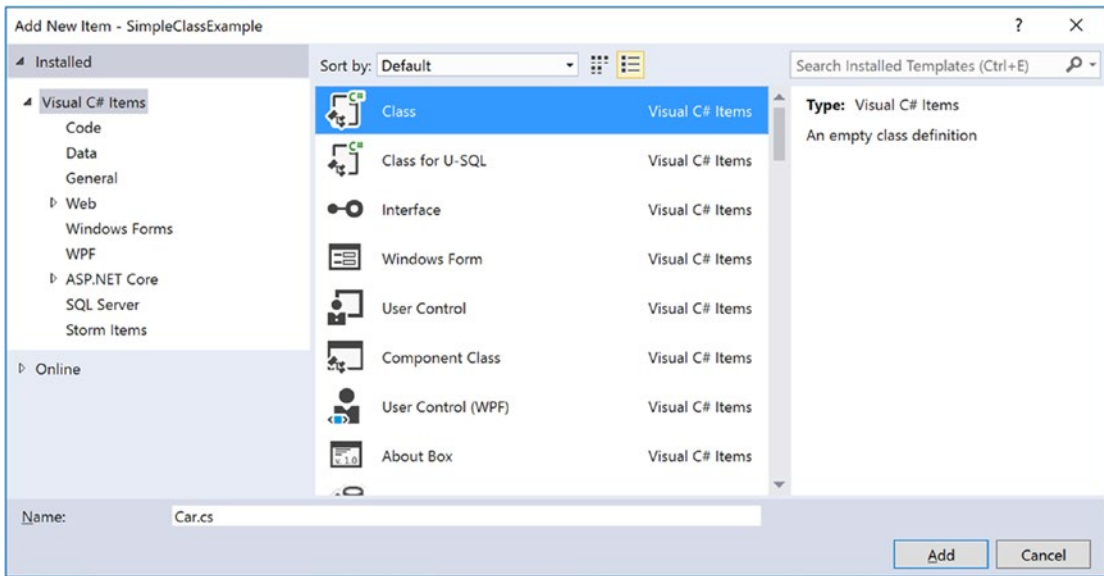 Add New Item - SimpleClassExample
? ×
Installed
Visual C# Items
Code
Data
General
Web
Windows Forms
WPF
ASP.NET Core
SQL Server
Storm Items
Online
Sort by: Default
C# Class Visual C# Items
C# Class for U-SQL Visual C# Items
Interface Visual C# Items
Windows Form Visual C# Items
User Control Visual C# Items
Component Class Visual C# Items
User Control (WPF) Visual C# Items
v. 1.0 About Box Visual C# Items
Search Installed Templates (Ctrl+E)
Type: Visual C# Items
An empty class definition
Name: Car.cs
Add Cancel